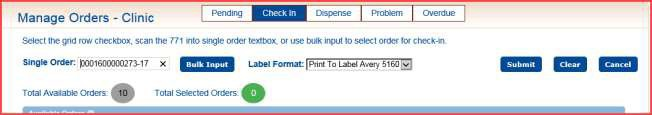 Manage Orders - Clinic
Pending Check In Dispense Problem Overdue
Select the grid row checkbox, scan the 771 into single order textbox, or use bulk input to select order for check-in.
Single Order: 0001600000273-17 × Bulk Input Label Format: Print To Label Avery 5160 Submit Clear Cancel
Total Available Orders: 10 Total Selected Orders: 0
Available Orders